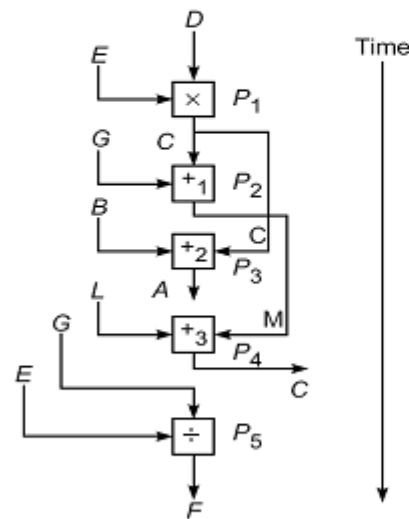 D
Time
E
× P1
G C
+1 P2
B C
+2 P3
A
L M
G +3 P4
E C
÷ P5
F